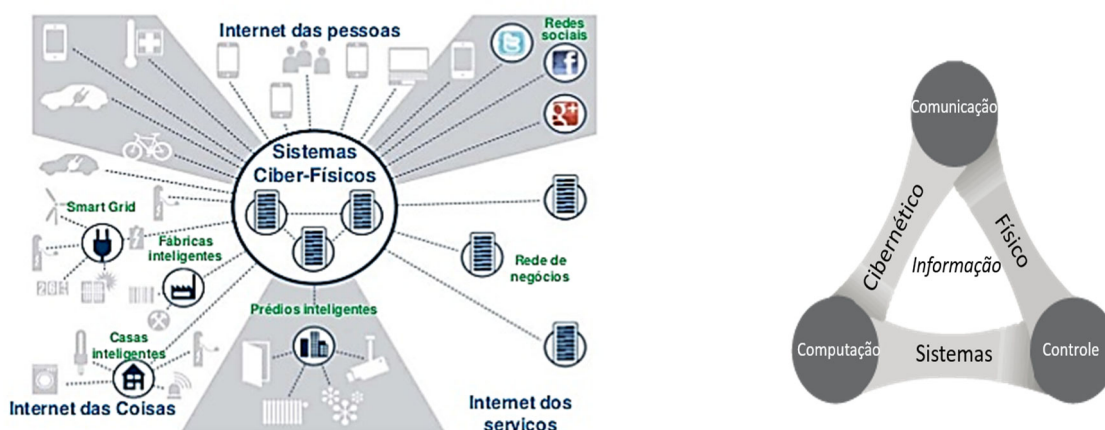 Internet das pessoas
Redes
sociais
Sistemas
Ciber-Físicos
Smart Grid
Fábricas
inteligentes
Rede de
negócios
Prédios inteligentes
Casas
inteligentes
Internet das Coisas
Internet dos
serviços
Comunicação
Cibernético
Físico
Informação
Computação
Sistemas
Controle